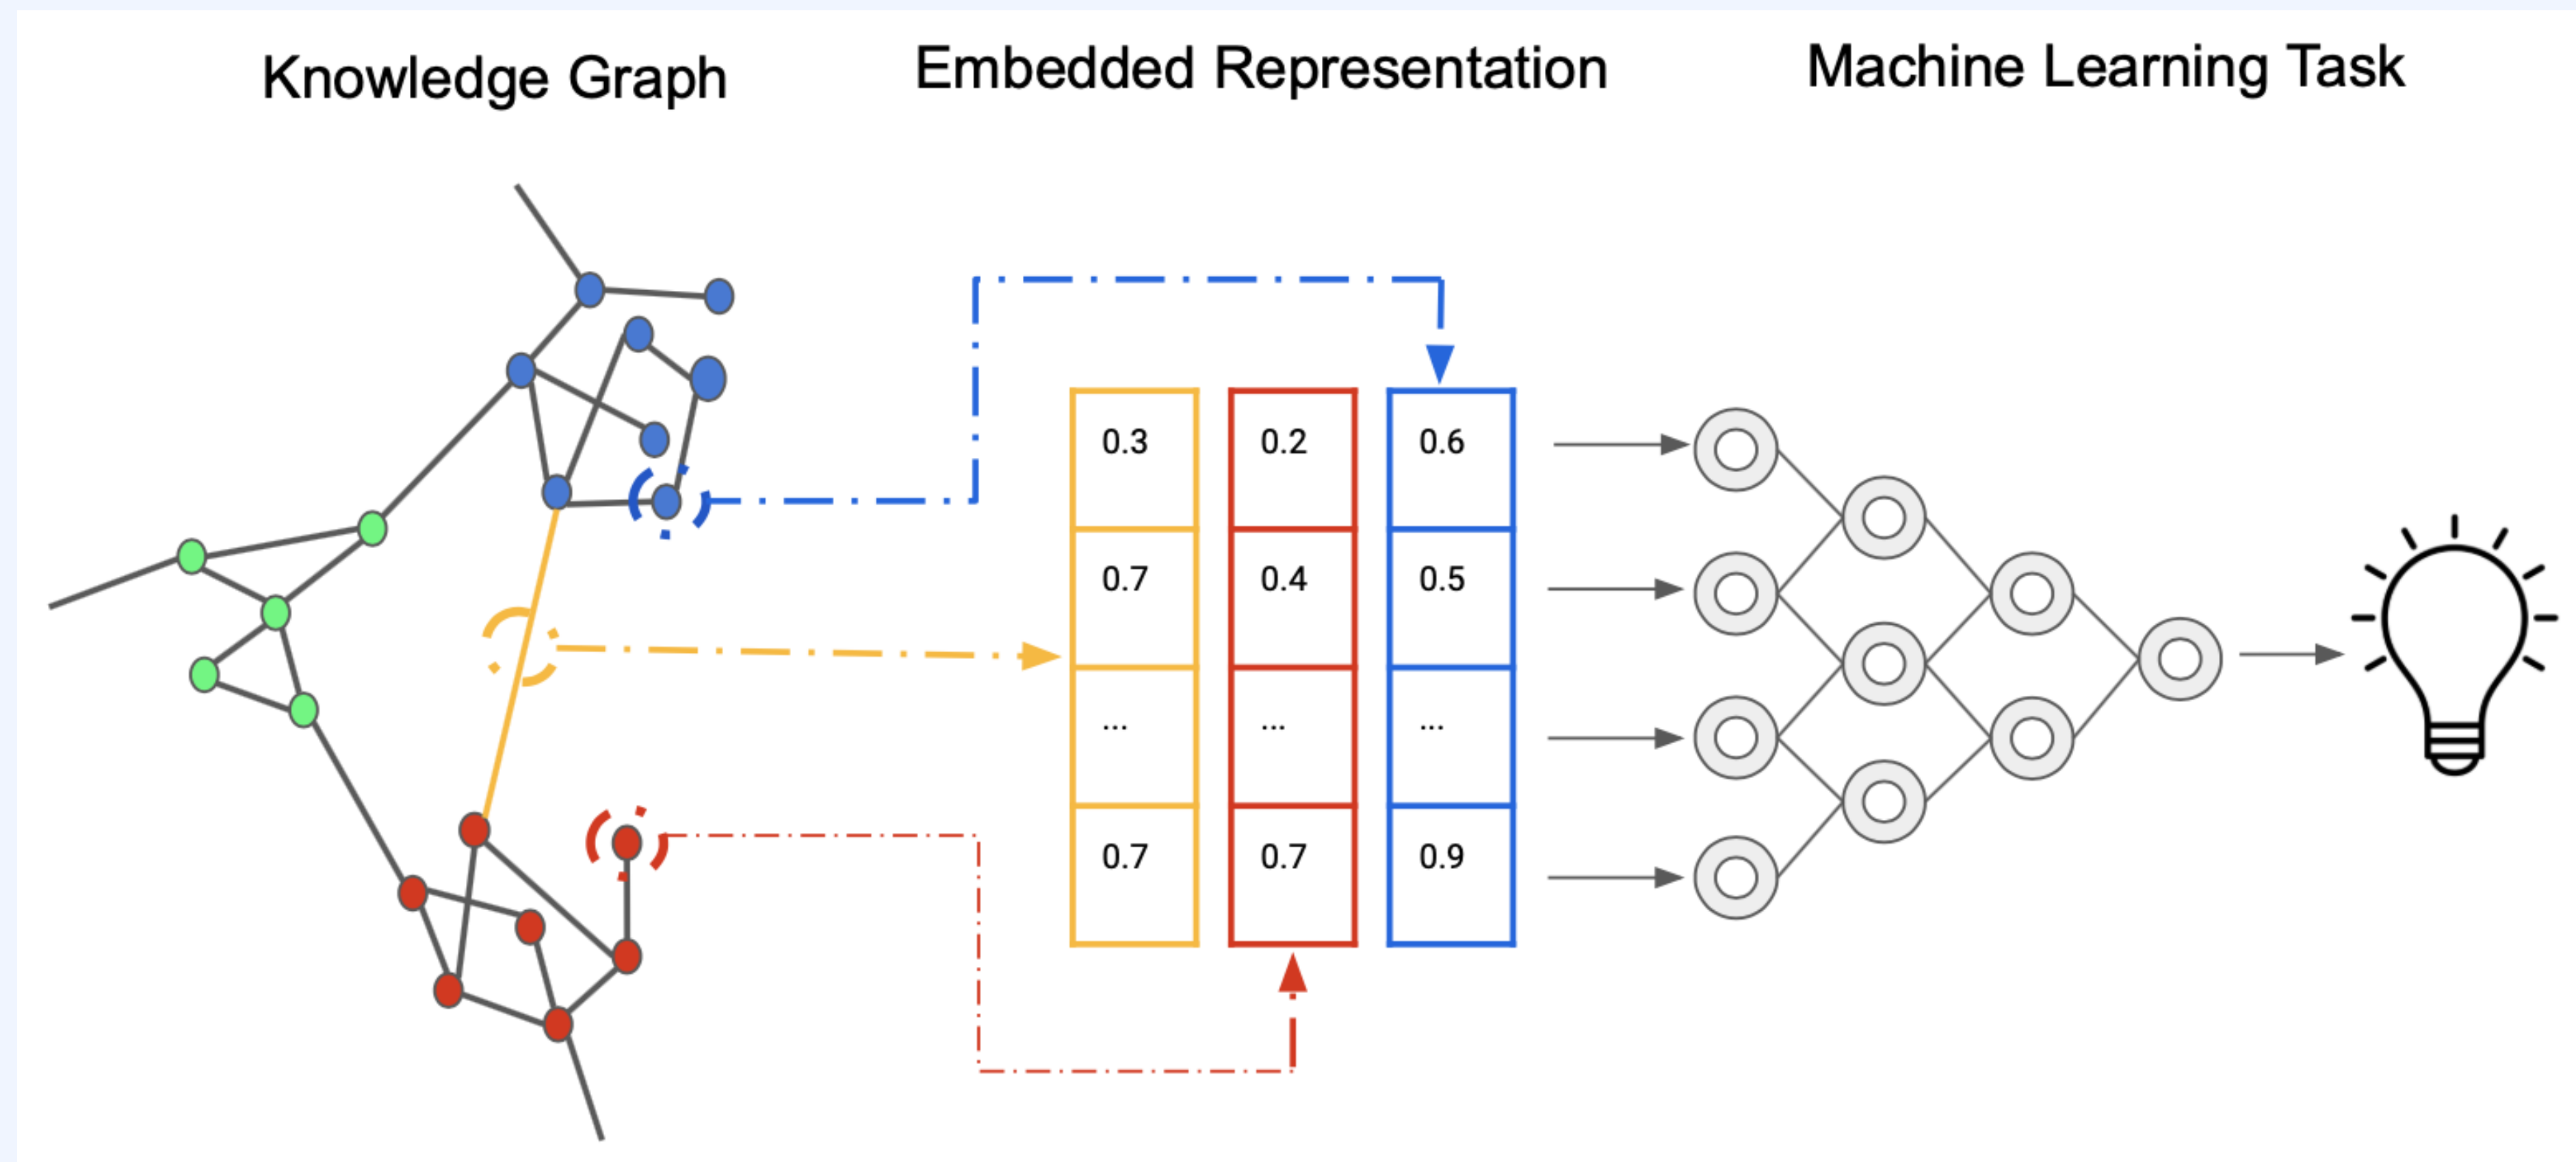 Knowledge Graph
Embedded Representation
Machine Learning Task
0.3 0.2 0.6
0.7 0.4 0.5
... ... ...
0.7 0.7 0.9